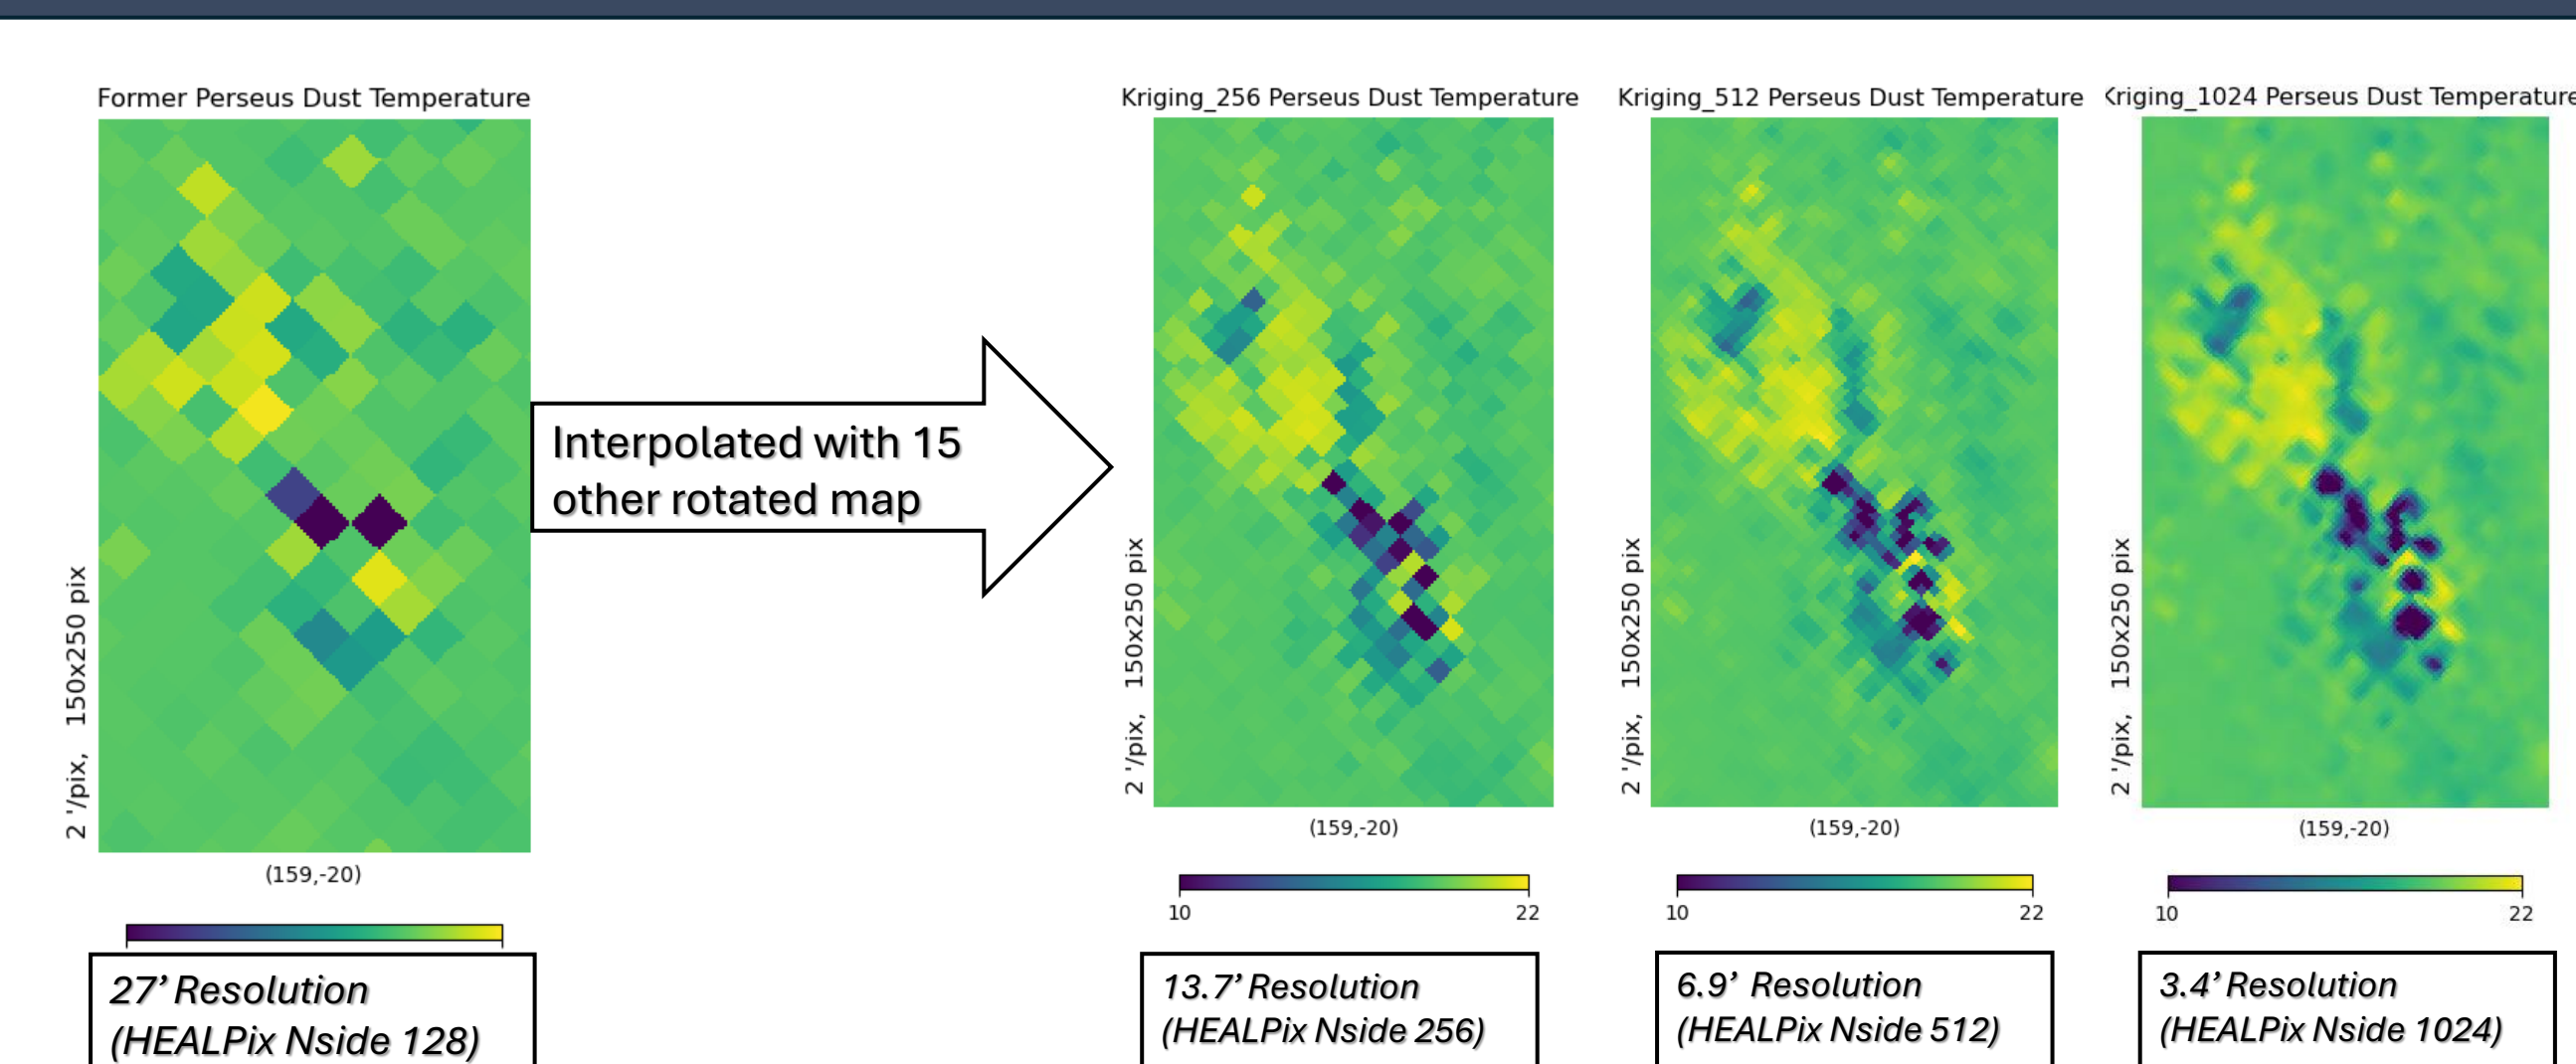 Former Perseus Dust Temperature
2 '/pix,   150x250 pix
(159,-20)
27’ Resolution
(HEALPix Nside 128)
Interpolated with 15
other rotated map
Kriging_256 Perseus Dust Temperature
2 '/pix,   150x250 pix
(159,-20)
10 22
13.7’ Resolution
(HEALPix Nside 256)
Kriging_512 Perseus Dust Temperature
2 '/pix,   150x250 pix
(159,-20)
10 22
6.9’ Resolution
(HEALPix Nside 512)
Kriging_1024 Perseus Dust Temperature
2 '/pix,   150x250 pix
(159,-20)
10 22
3.4’ Resolution
(HEALPix Nside 1024)